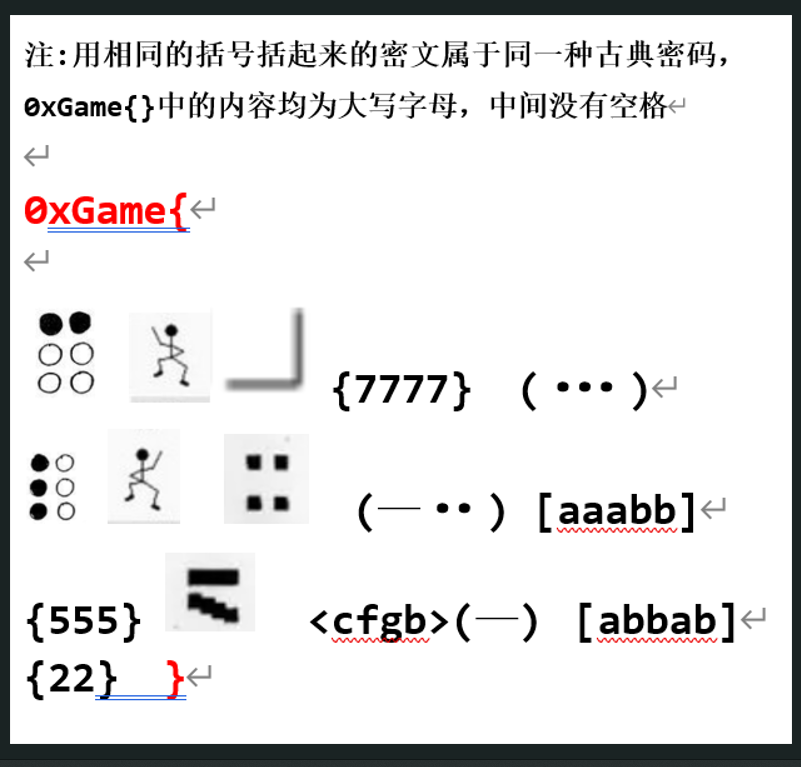 注:用相同的括号括起来的密文属于同一种古典密码，
0xGame{}中的内容均为大写字母，中间没有空格↵
↵
0xGame{↵
↵
{7777} (•••)↵
(—••) [aaabb]↵
{555} <cfgb>(—) [abbab]↵
{22} }↵